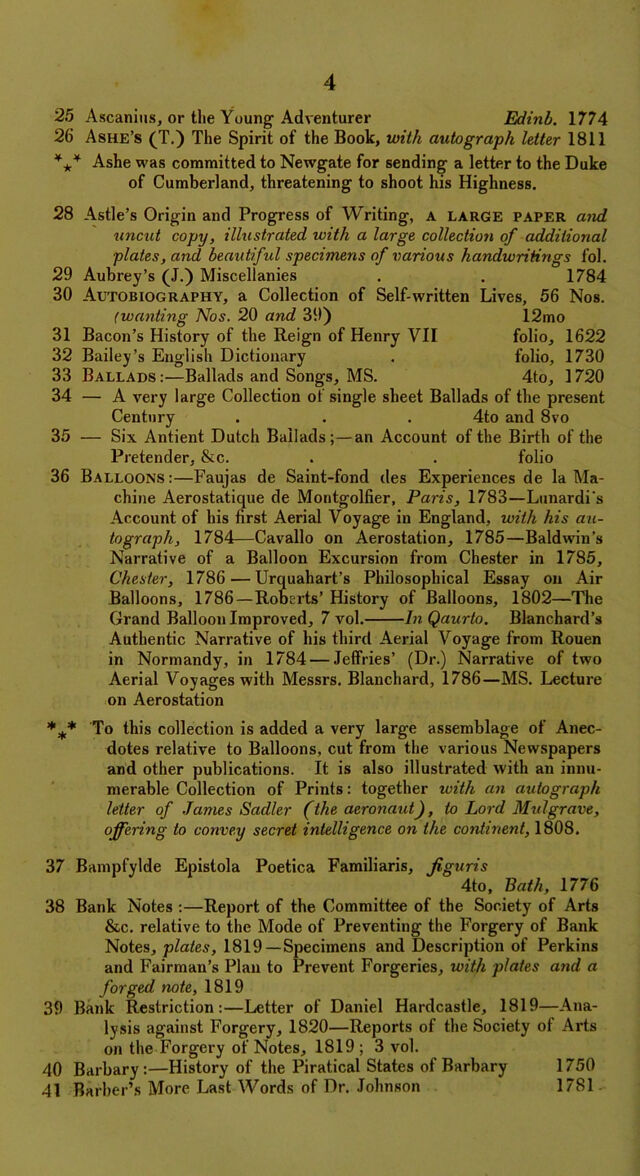 4
25 Ascanius, or the Young Adventurer Edinb. 1774
26 ASHE'S (T.) The Spirit of the Book, with autograph letter 1811
*⁎* Ashe was committed to Newgate for sending a letter to the Duke
of Cumberland, threatening to shoot his Highness.
28 Astle's Origin and Progress of Writing, A LARGE PAPER and
uncut copy, illustrated with a large collection of additional
plates, and beautiful specimens of various handwritings fol.
29 Aubrey's (J.) Miscellanies . . 1784
30 AUTOBIOGRAPHY, a Collection of Self-written Lives, 56 Nos.
(wanting Nos. 20 and 39) 12mo
31 Bacon's History of the Reign of Henry VII folio, 1622
32 Bailey's English Dictionary . folio, 1730
33 BALLADS:—Ballads and Songs, MS. 4to, 1720
34 — A very large Collection of single sheet Ballads of the present
Century . . . 4to and 8vo
35 — Six Antient Dutch Ballads;—an Account of the Birth of the
Pretender, &c. . . folio
36 BALLOONS:—Faujas de Saint-fond des Experiences de la Ma-
chine Aerostatique de Montgolfier, Paris, 1783—Lunardi's
Account of his first Aerial Voyage in England, with his au-
tograph, 1784—Cavallo on Aerostation, 1785—Baldwin's
Narrative of a Balloon Excursion from Chester in 1785,
Chester, 1786 — Urquahart's Philosophical Essay on Air
Balloons, 1786—Roberts' History of Balloons, 1802—The
Grand Balloon Improved, 7 vol.——In Qaurto. Blanchard's
Authentic Narrative of his third Aerial Voyage from Rouen
in Normandy, in 1784 — Jeffries' (Dr.) Narrative of two
Aerial Voyages with Messrs. Blanchard, 1786—MS. Lecture
on Aerostation
*⁎* To this collection is added a very large assemblage of Anec-
dotes relative to Balloons, cut from the various Newspapers
and other publications. It is also illustrated with an innu-
merable Collection of Prints: together with an autograph
letter of James Sadler (the aeronaut), to Lord Mulgrave,
offering to convey secret intelligence on the continent, 1808.
37 Bampfylde Epistola Poetica Familiaris, figuris
4to, Bath, 1776
38 Bank Notes :—Report of the Committee of the Society of Arts
&c. relative to the Mode of Preventing the Forgery of Bank
Notes, plates, 1819—Specimens and Description of Perkins
and Fairman's Plan to Prevent Forgeries, with plates and a
forged note, 1819
39 Bank Restriction:—Letter of Daniel Hardcastle, 1819—Ana-
lysis against Forgery, 1820—Reports of the Society of Arts
on the Forgery of Notes, 1819 ; 3 vol.
40 Barbary:—History of the Piratical States of Barbary 1750
41 Barber's More Last Words of Dr. Johnson 1781